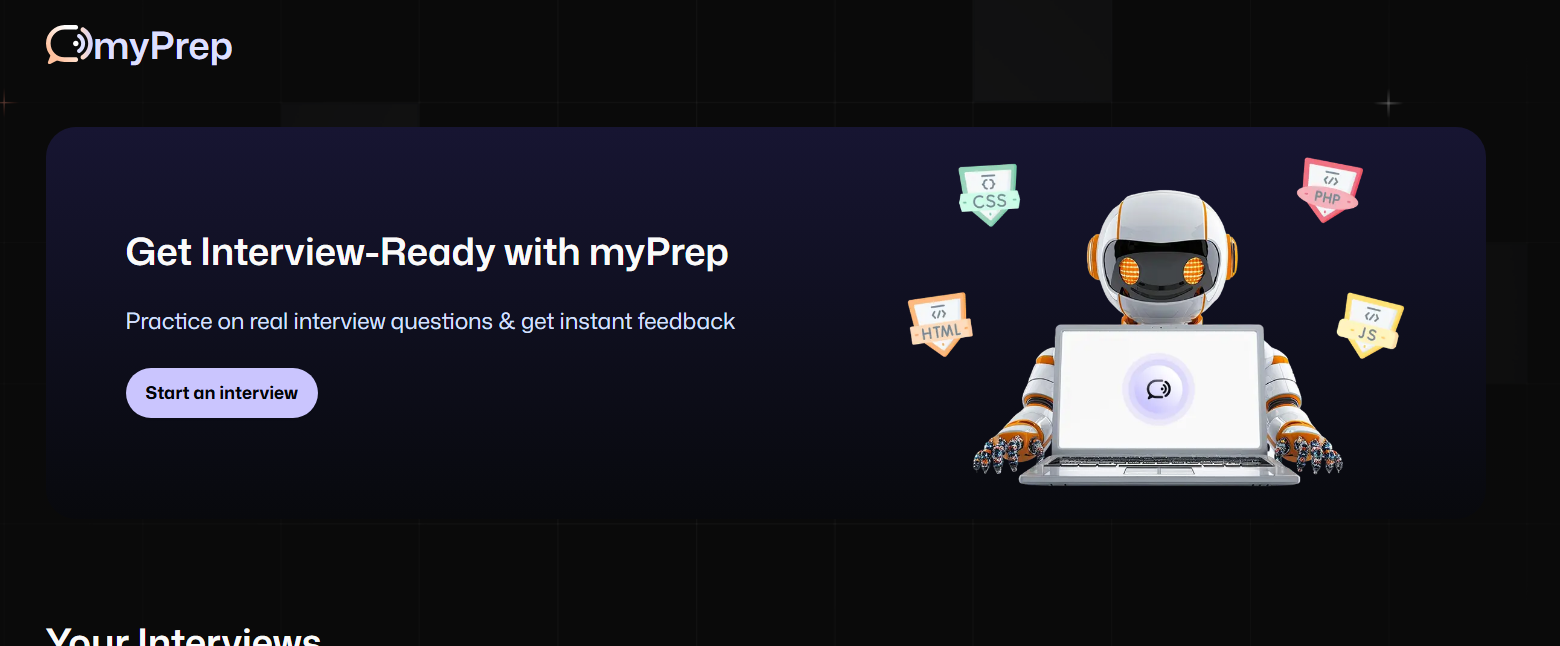 myPrep
Get Interview-Ready with myPrep
Practice on real interview questions & get instant feedback
Start an interview
CSS
PHP
HTML
JS
Your Interviews